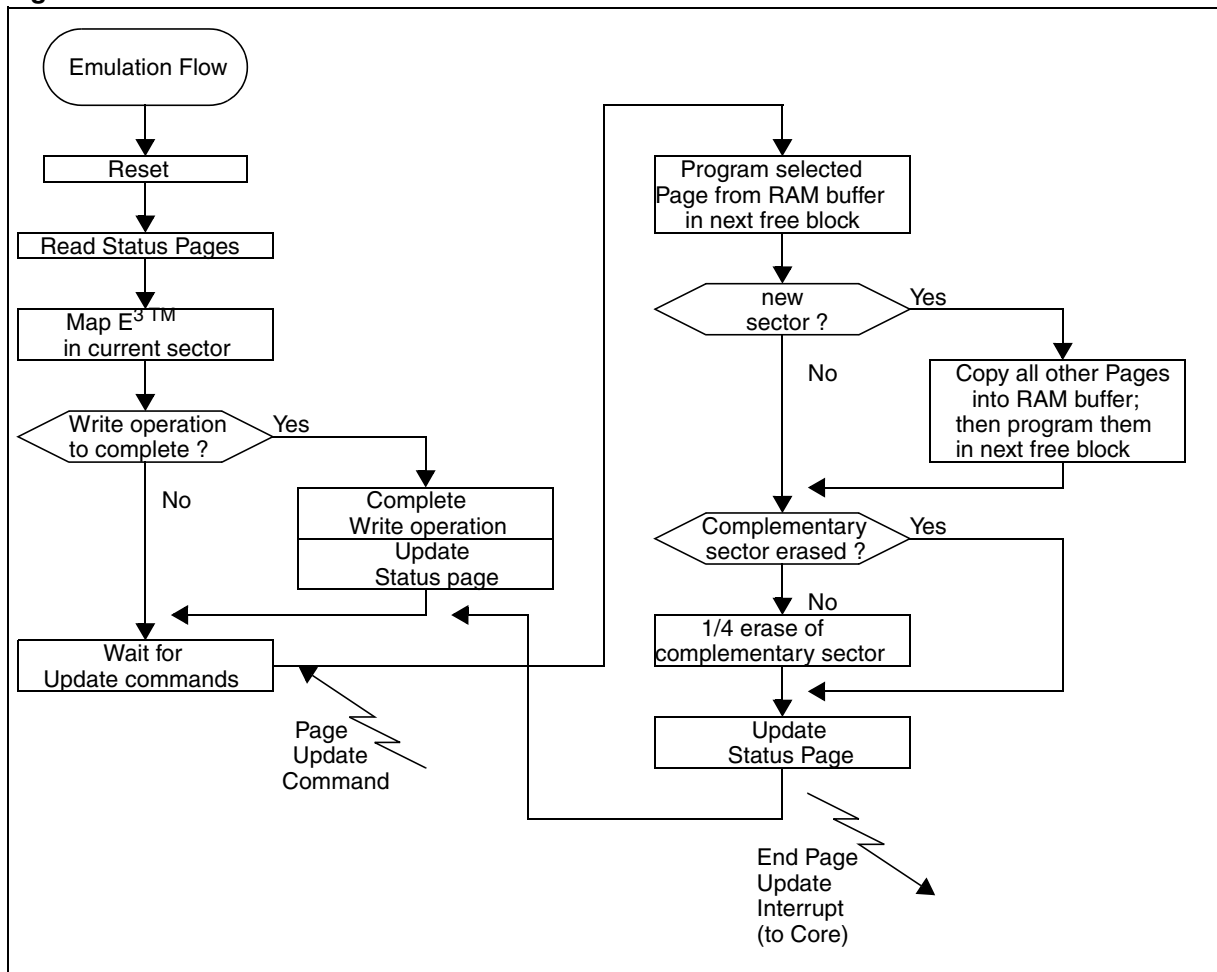 Emulation Flow
Reset
Read Status Pages
Map E3 TM
in current sector
Write operation
to complete ?
Yes
No
Complete
Write operation
Update
Status page
Wait for
Update commands
Page
Update
Command
Program selected
Page from RAM buffer
in next free block
new
sector ?
Yes
No
Copy all other Pages
into RAM buffer;
then program them
in next free block
Complementary
sector erased ?
Yes
No
1/4 erase of
complementary sector
Update
Status Page
End Page
Update
Interrupt
(to Core)